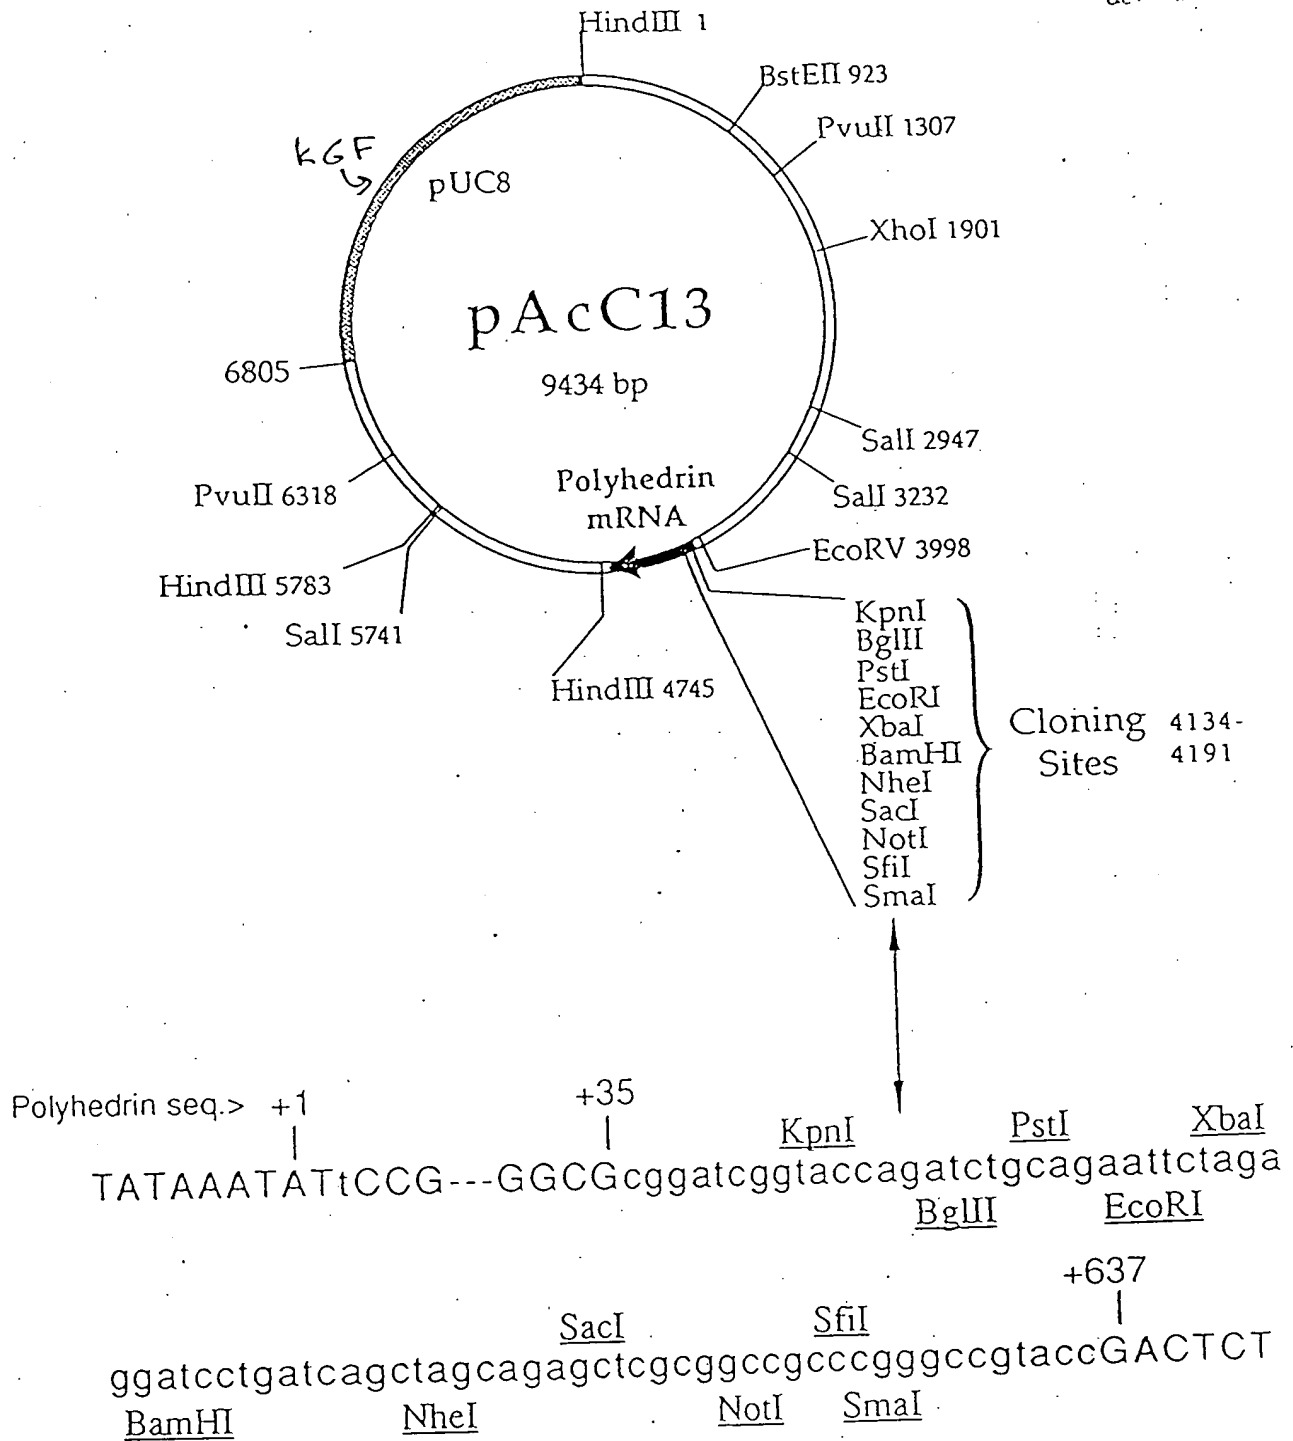 HindIII 1
BstEII 923
PvuII 1307
kGF
pUC8
XhoI 1901
pAcC13
9434 bp
6805
SalI 2947
Polyhedrin
mRNA
PvuII 6318
SalI 3232
EcoRV 3998
HindIII 5783
SalI 5741
HindIII 4745
KpnI
BglII
PstI
EcoRI
XbaI
BamHI
NheI
SacI
NotI
SfiI
SmaI
Cloning 4134-
Sites 4191
Polyhedrin seq.> +1 +35
KpnI PstI XbaI
TATAAATATtCCG---GGCGcggatcggtaccagatctgcagaattctaga
BglII EcoRI
+637
SacI SfiI
ggatcctgatcagctagcagagctcgcggccgcccgggccgtaccGACTCT
BamHI NheI NotI SmaI